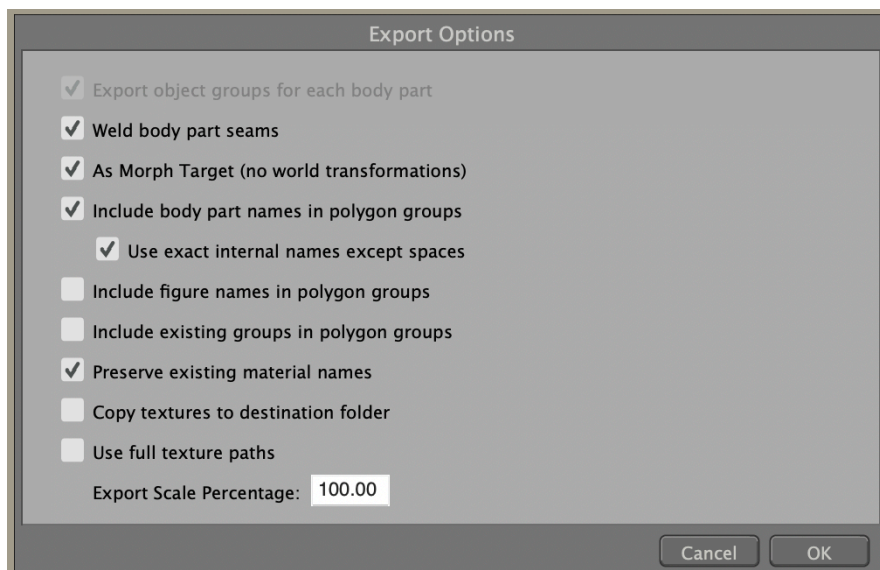 Export Options
Export object groups for each body part
Weld body part seams
As Morph Target (no world transformations)
Include body part names in polygon groups
Use exact internal names except spaces
Include figure names in polygon groups
Include existing groups in polygon groups
Preserve existing material names
Copy textures to destination folder
Use full texture paths
Export Scale Percentage: 100.00
Cancel OK